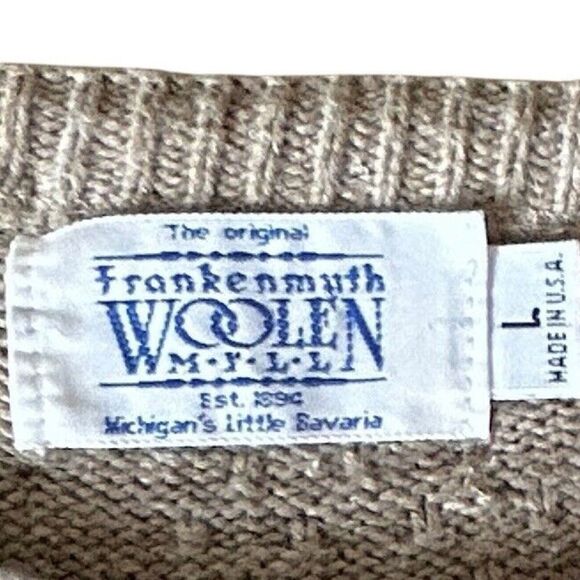 The original
Frankenmuth
WOOLEN
M·I·L·L
Est. 1894
Michigan's Little Bavaria
L
MADE IN U.S.A.